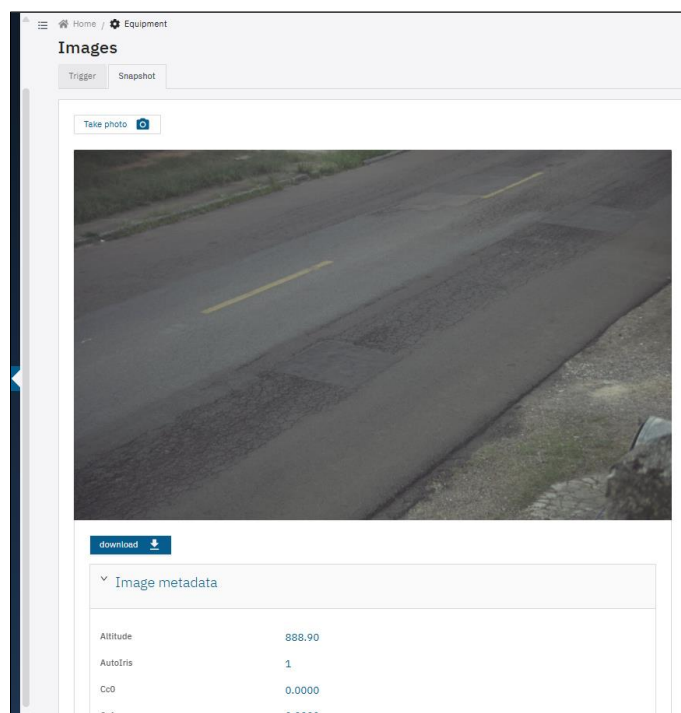 Home / Equipment
Images
Trigger Snapshot
Take photo
download
Image metadata
Altitude 888.90
AutoIris 1
Cc0 0.0000